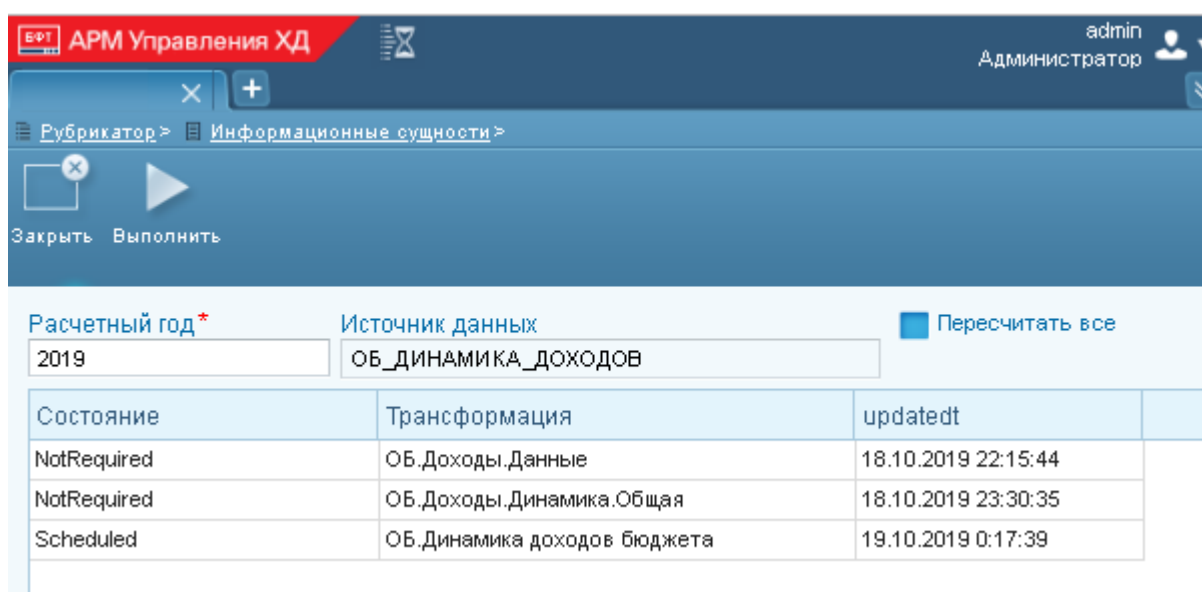 БФТ АРМ Управления ХД
admin
Администратор
Рубрикатор> Информационные сущности>
Закрыть Выполнить
Расчетный год* Источник данных Пересчитать все
2019 ОБ_ДИНАМИКА_ДОХОДОВ
Состояние Трансформация updatedt
NotRequired ОБ.Доходы.Данные 18.10.2019 22:15:44
NotRequired ОБ.Доходы.Динамика.Общая 18.10.2019 23:30:35
Scheduled ОБ.Динамика доходов бюджета 19.10.2019 0:17:39